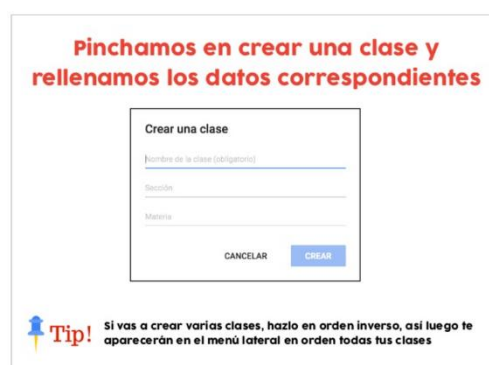 Pinchamos en crear una clase y
rellenamos los datos correspondientes
Crear una clase
Nombre de la clase (obligatorio)
Sección
Materia
CANCELAR CREAR
Tip! Si vas a crear varias clases, hazlo en orden inverso, así luego te
aparecerán en el menú lateral en orden todas tus clases